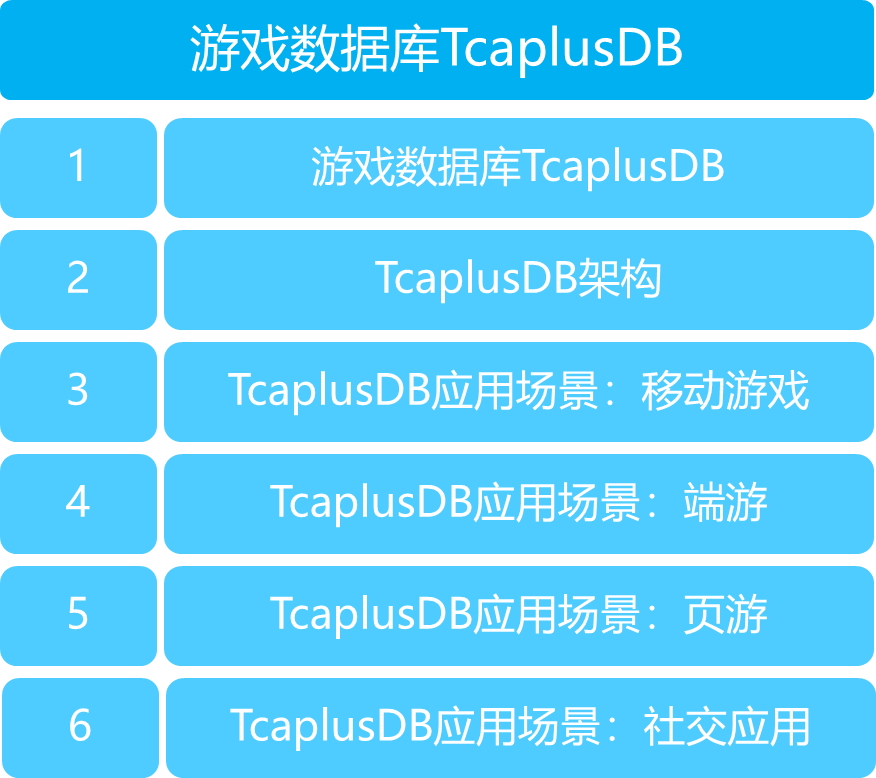 游戏数据库TcaplusDB
1 游戏数据库TcaplusDB
2 TcaplusDB架构
3 TcaplusDB应用场景：移动游戏
4 TcaplusDB应用场景：端游
5 TcaplusDB应用场景：页游
6 TcaplusDB应用场景：社交应用